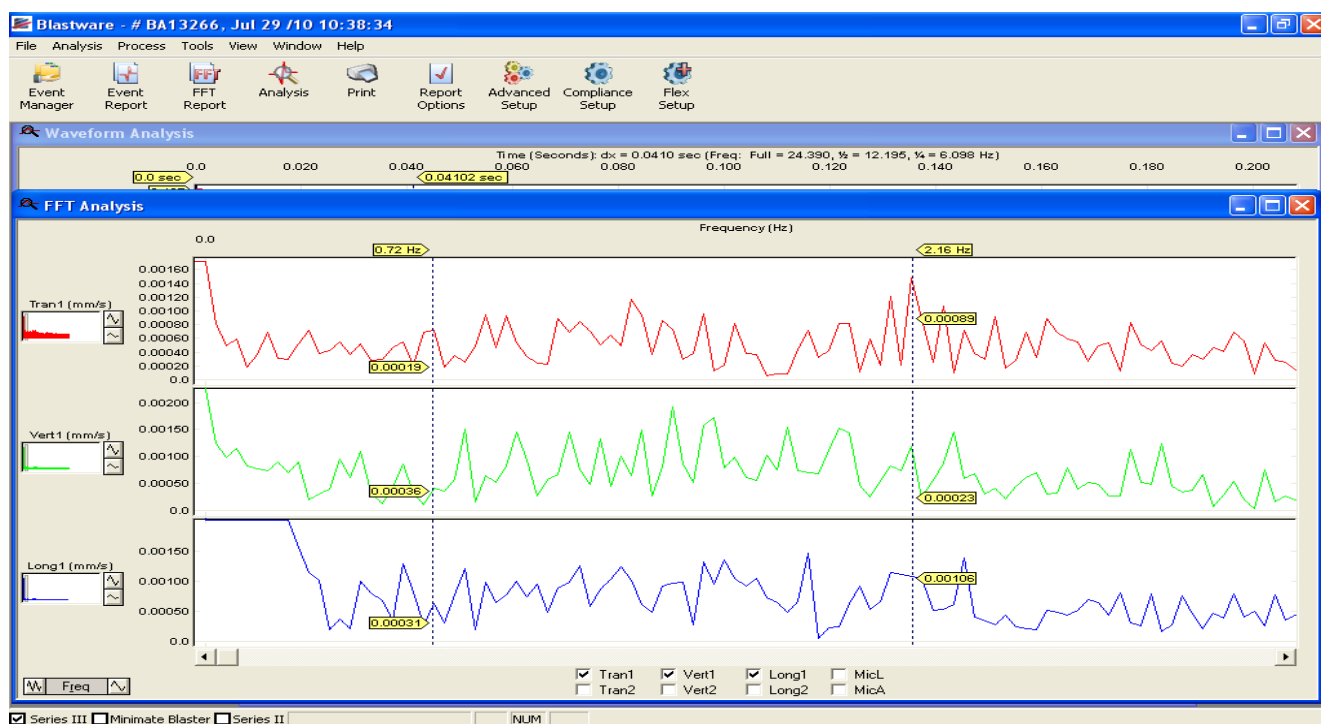 Blastware - # BA13266, Jul 29 /10 10:38:34
File Analysis Process Tools View Window Help
Event Manager
Event Report
FFT Report
Analysis
Print
Report Options
Advanced Setup
Compliance Setup
Flex Setup
Waveform Analysis
Time (Seconds): dx = 0.0410 sec (Freq: Full = 24.390, ½ = 12.195, ¼ = 6.098 Hz)
0.0 0.020 0.040 0.060 0.080 0.100 0.120 0.140 0.160 0.180 0.200
0.0 sec 0.04102 sec
FFT Analysis
Frequency (Hz)
0.0
0.72 Hz 2.16 Hz
Tran1 (mm/s)
0.00160
0.00140
0.00120
0.00100
0.00080
0.00060
0.00040
0.00020
0.0
0.00019
0.00089
Vert1 (mm/s)
0.00200
0.00150
0.00100
0.00050
0.0
0.00036
0.00023
Long1 (mm/s)
0.00150
0.00100
0.00050
0.0
0.00031
0.00106
Freq
Tran1 Vert1 Long1 MicL
Tran2 Vert2 Long2 MicA
Series III Minimate Blaster Series II NUM